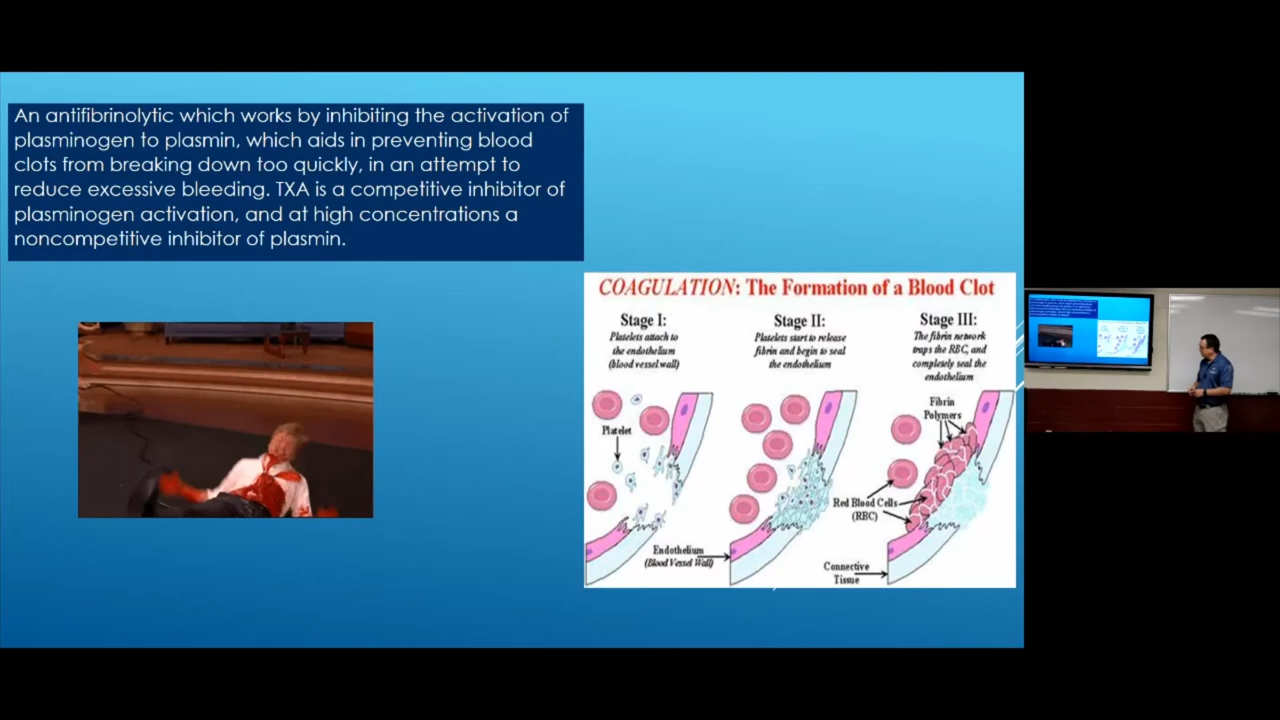 An antifibrinolytic which works by inhibiting the activation of
plasminogen to plasmin, which aids in preventing blood
clots from breaking down too quickly, in an attempt to
reduce excessive bleeding. TXA is a competitive inhibitor of
plasminogen activation, and at high concentrations a
noncompetitive inhibitor of plasmin.
COAGULATION: The Formation of a Blood Clot
Stage I:
Platelets attach to
the endothelium
(blood vessel wall)
Stage II:
Platelets start to release
fibrin and begin to seal
the endothelium
Stage III:
The fibrin network
traps the RBC, and
completely seal the
endothelium
Platelet
Fibrin
Polymers
Red Blood Cells
(RBC)
Endothelium
(Blood Vessel Wall)
Connective
Tissue